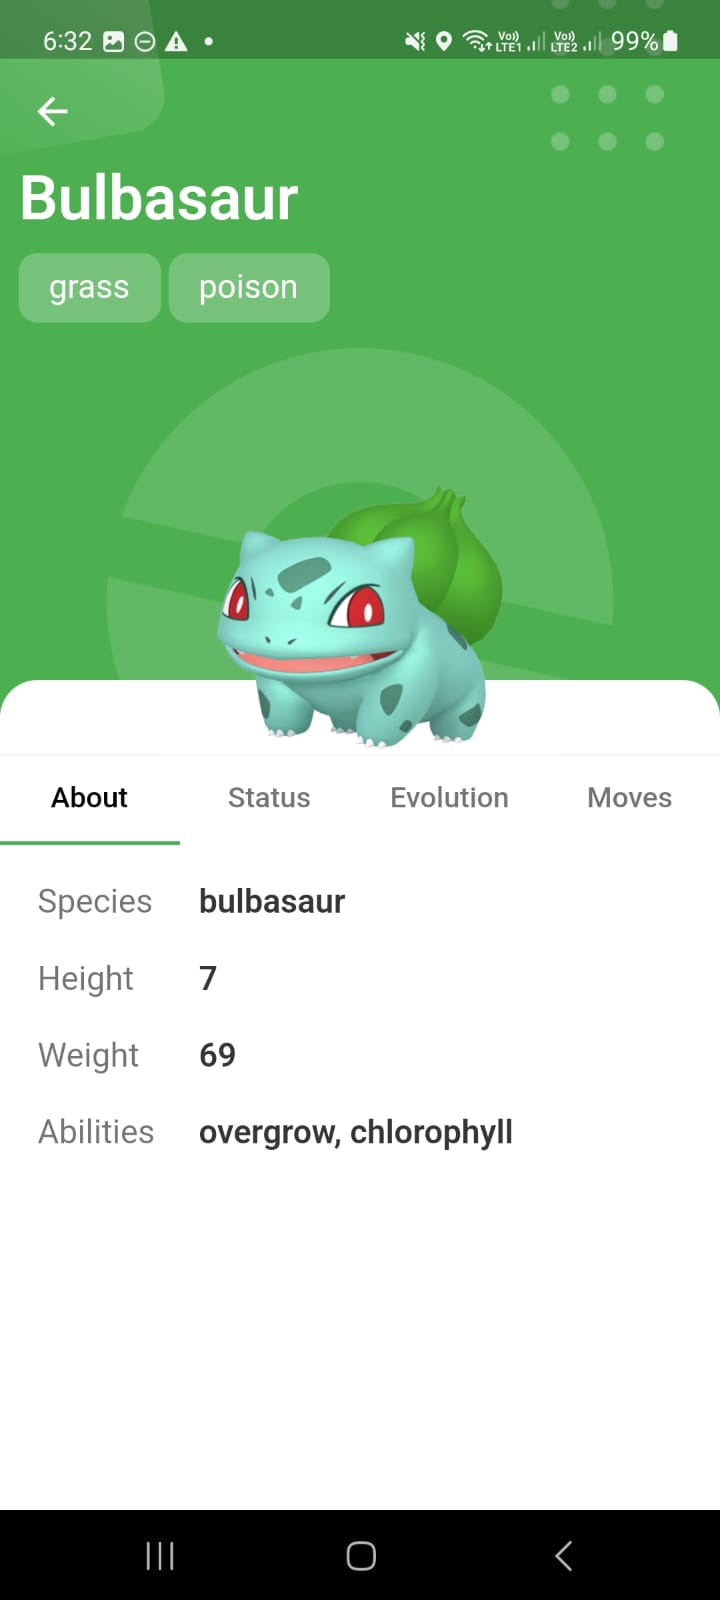 6:32 Vo) LTE1 Vo) LTE2 99%
Bulbasaur
grass poison
About Status Evolution Moves
Species bulbasaur
Height 7
Weight 69
Abilities overgrow, chlorophyll